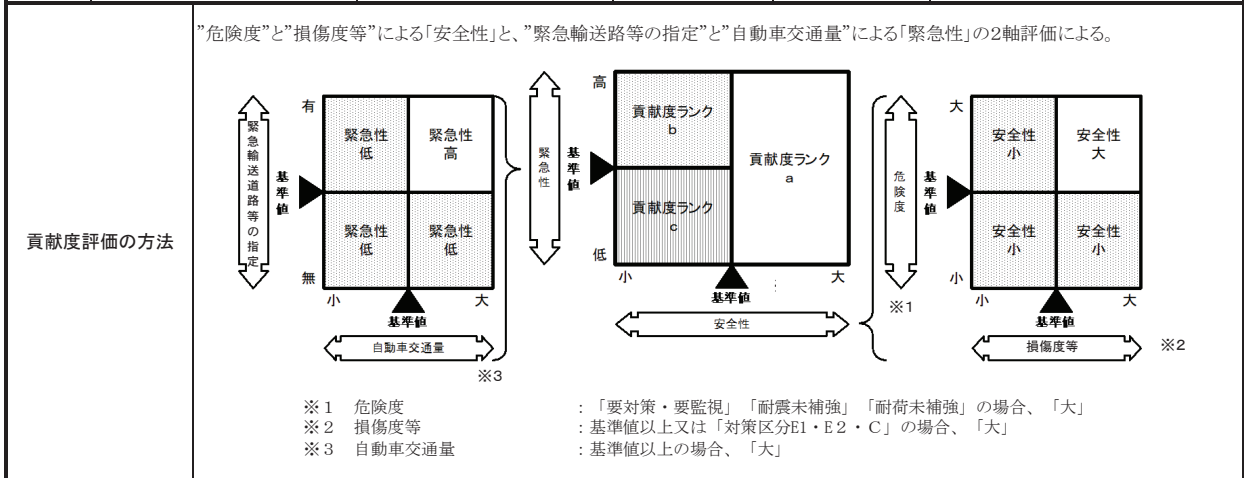 貢献度評価の方法
”危険度”と”損傷度等”による「安全性」と、”緊急輸送路等の指定”と”自動車交通量”による「緊急性」の2軸評価による。
緊急輸送道路等の指定
基準値
有
無
緊急性
低
緊急性
高
緊急性
低
緊急性
低
小
大
基準値
自動車交通量
※3
緊急性
基準値
高
低
貢献度ランク
b
貢献度ランク
a
貢献度ランク
c
小
大
基準値
安全性
危険度
※1
基準値
大
小
安全性
小
安全性
大
安全性
小
安全性
小
小
大
基準値
損傷度等
※2
※1 危険度 :「要対策・要監視」「耐震未補強」「耐荷未補強」の場合、「大」
※2 損傷度等 :基準値以上又は「対策区分E1・E2・C」の場合、「大」
※3 自動車交通量 :基準値以上の場合、「大」